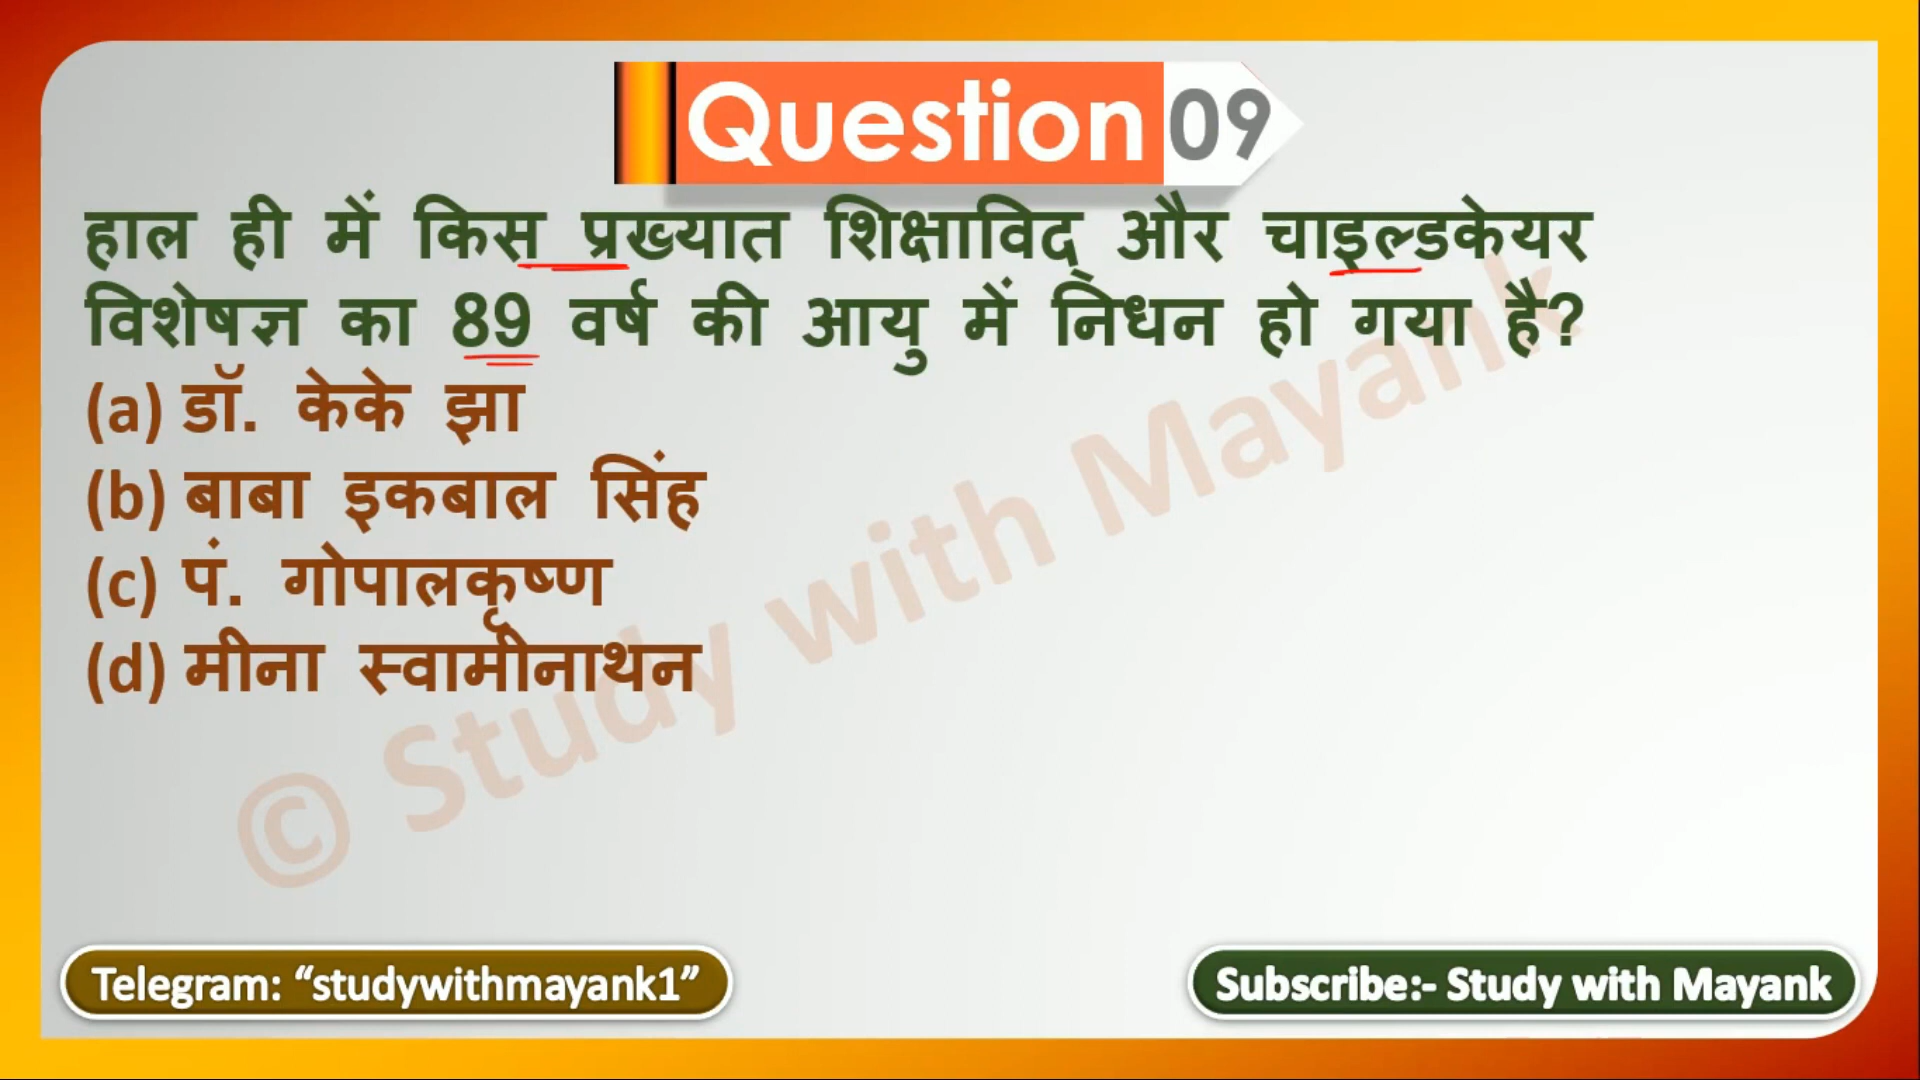 Question 09
हाल ही में किस प्रख्यात शिक्षाविद् और चाइल्डकेयर
विशेषज्ञ का 89 वर्ष की आयु में निधन हो गया है?
(a) डॉ. केके झा
(b) बाबा इकबाल सिंह
(c) पं. गोपालकृष्ण
(d) मीना स्वामीनाथन
© Study with Mayank
Telegram: “studywithmayank1”
Subscribe:- Study with Mayank